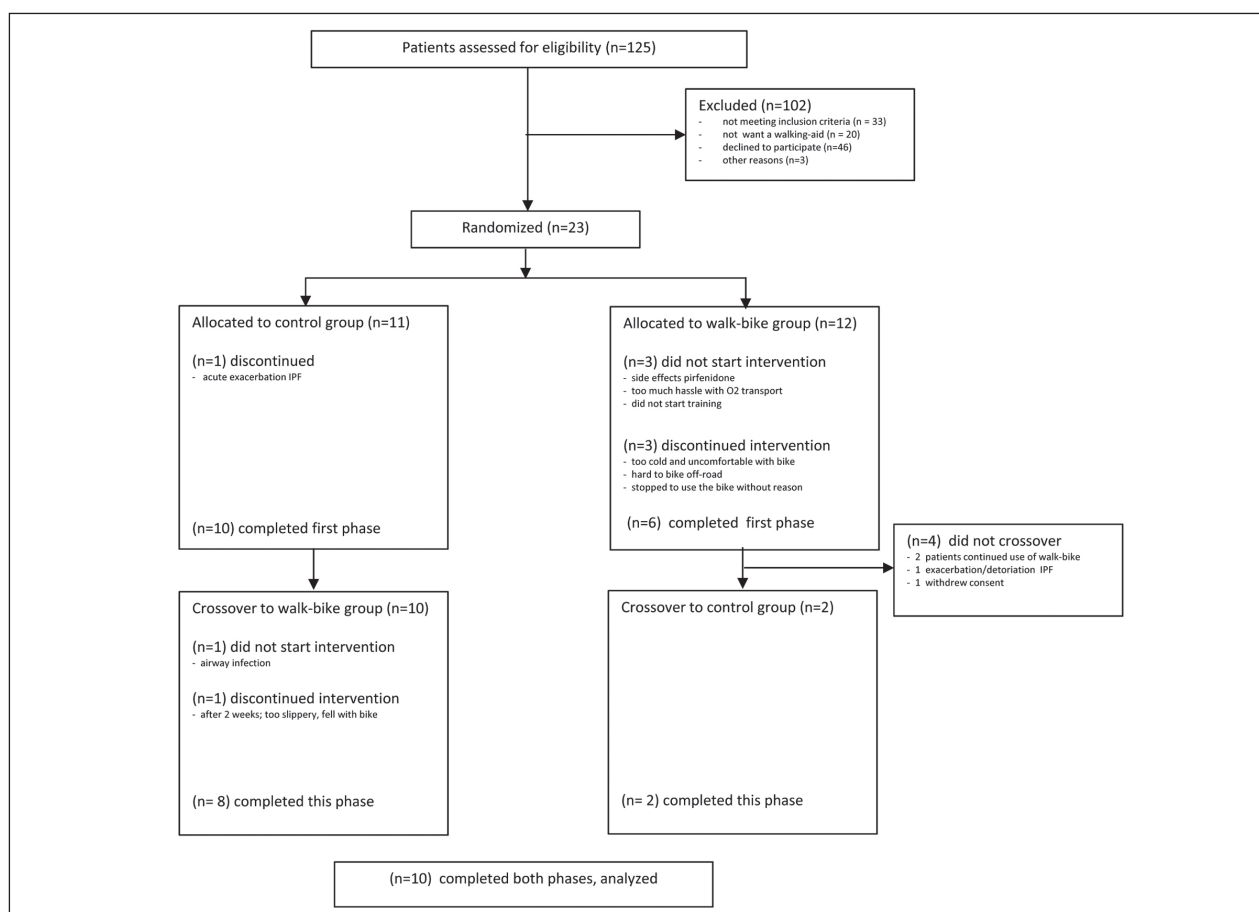 Patients assessed for eligibility (n=125)
Excluded (n=102)
- not meeting inclusion criteria (n = 33)
- not want a walking-aid (n = 20)
- declined to participate (n=46)
- other reasons (n=3)
Randomized (n=23)
Allocated to control group (n=11)
(n=1) discontinued
- acute exacerbation IPF
(n=10) completed first phase
Allocated to walk-bike group (n=12)
(n=3) did not start intervention
- side effects pirfenidone
- too much hassle with O2 transport
- did not start training
(n=3) discontinued intervention
- too cold and uncomfortable with bike
- hard to bike off-road
- stopped to use the bike without reason
(n=6) completed first phase
(n=4) did not crossover
- 2 patients continued use of walk-bike
- 1 exacerbation/detoriation IPF
- 1 withdrew consent
Crossover to walk-bike group (n=10)
(n=1) did not start intervention
- airway infection
(n=1) discontinued intervention
- after 2 weeks; too slippery, fell with bike
(n= 8) completed this phase
Crossover to control group (n=2)
(n= 2) completed this phase
(n=10) completed both phases, analyzed